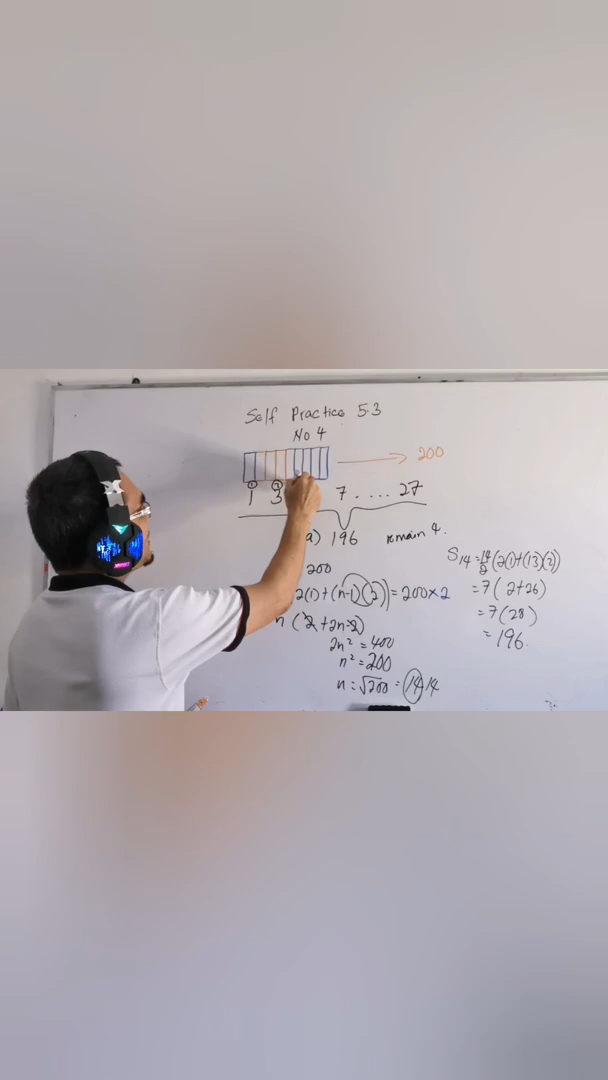 Self Practice 5.3
No 4
200
1 3 7 .... 27
a) 196 remain 4.
200
2(1)+(n-1)(2)) = 200×2
n (2+2n-2)
2n² = 400
n² = 200
n = √200 = 14.14
S14 = 14/2 (2(1)+(13)(2))
= 7(2+26)
= 7(28)
= 196.